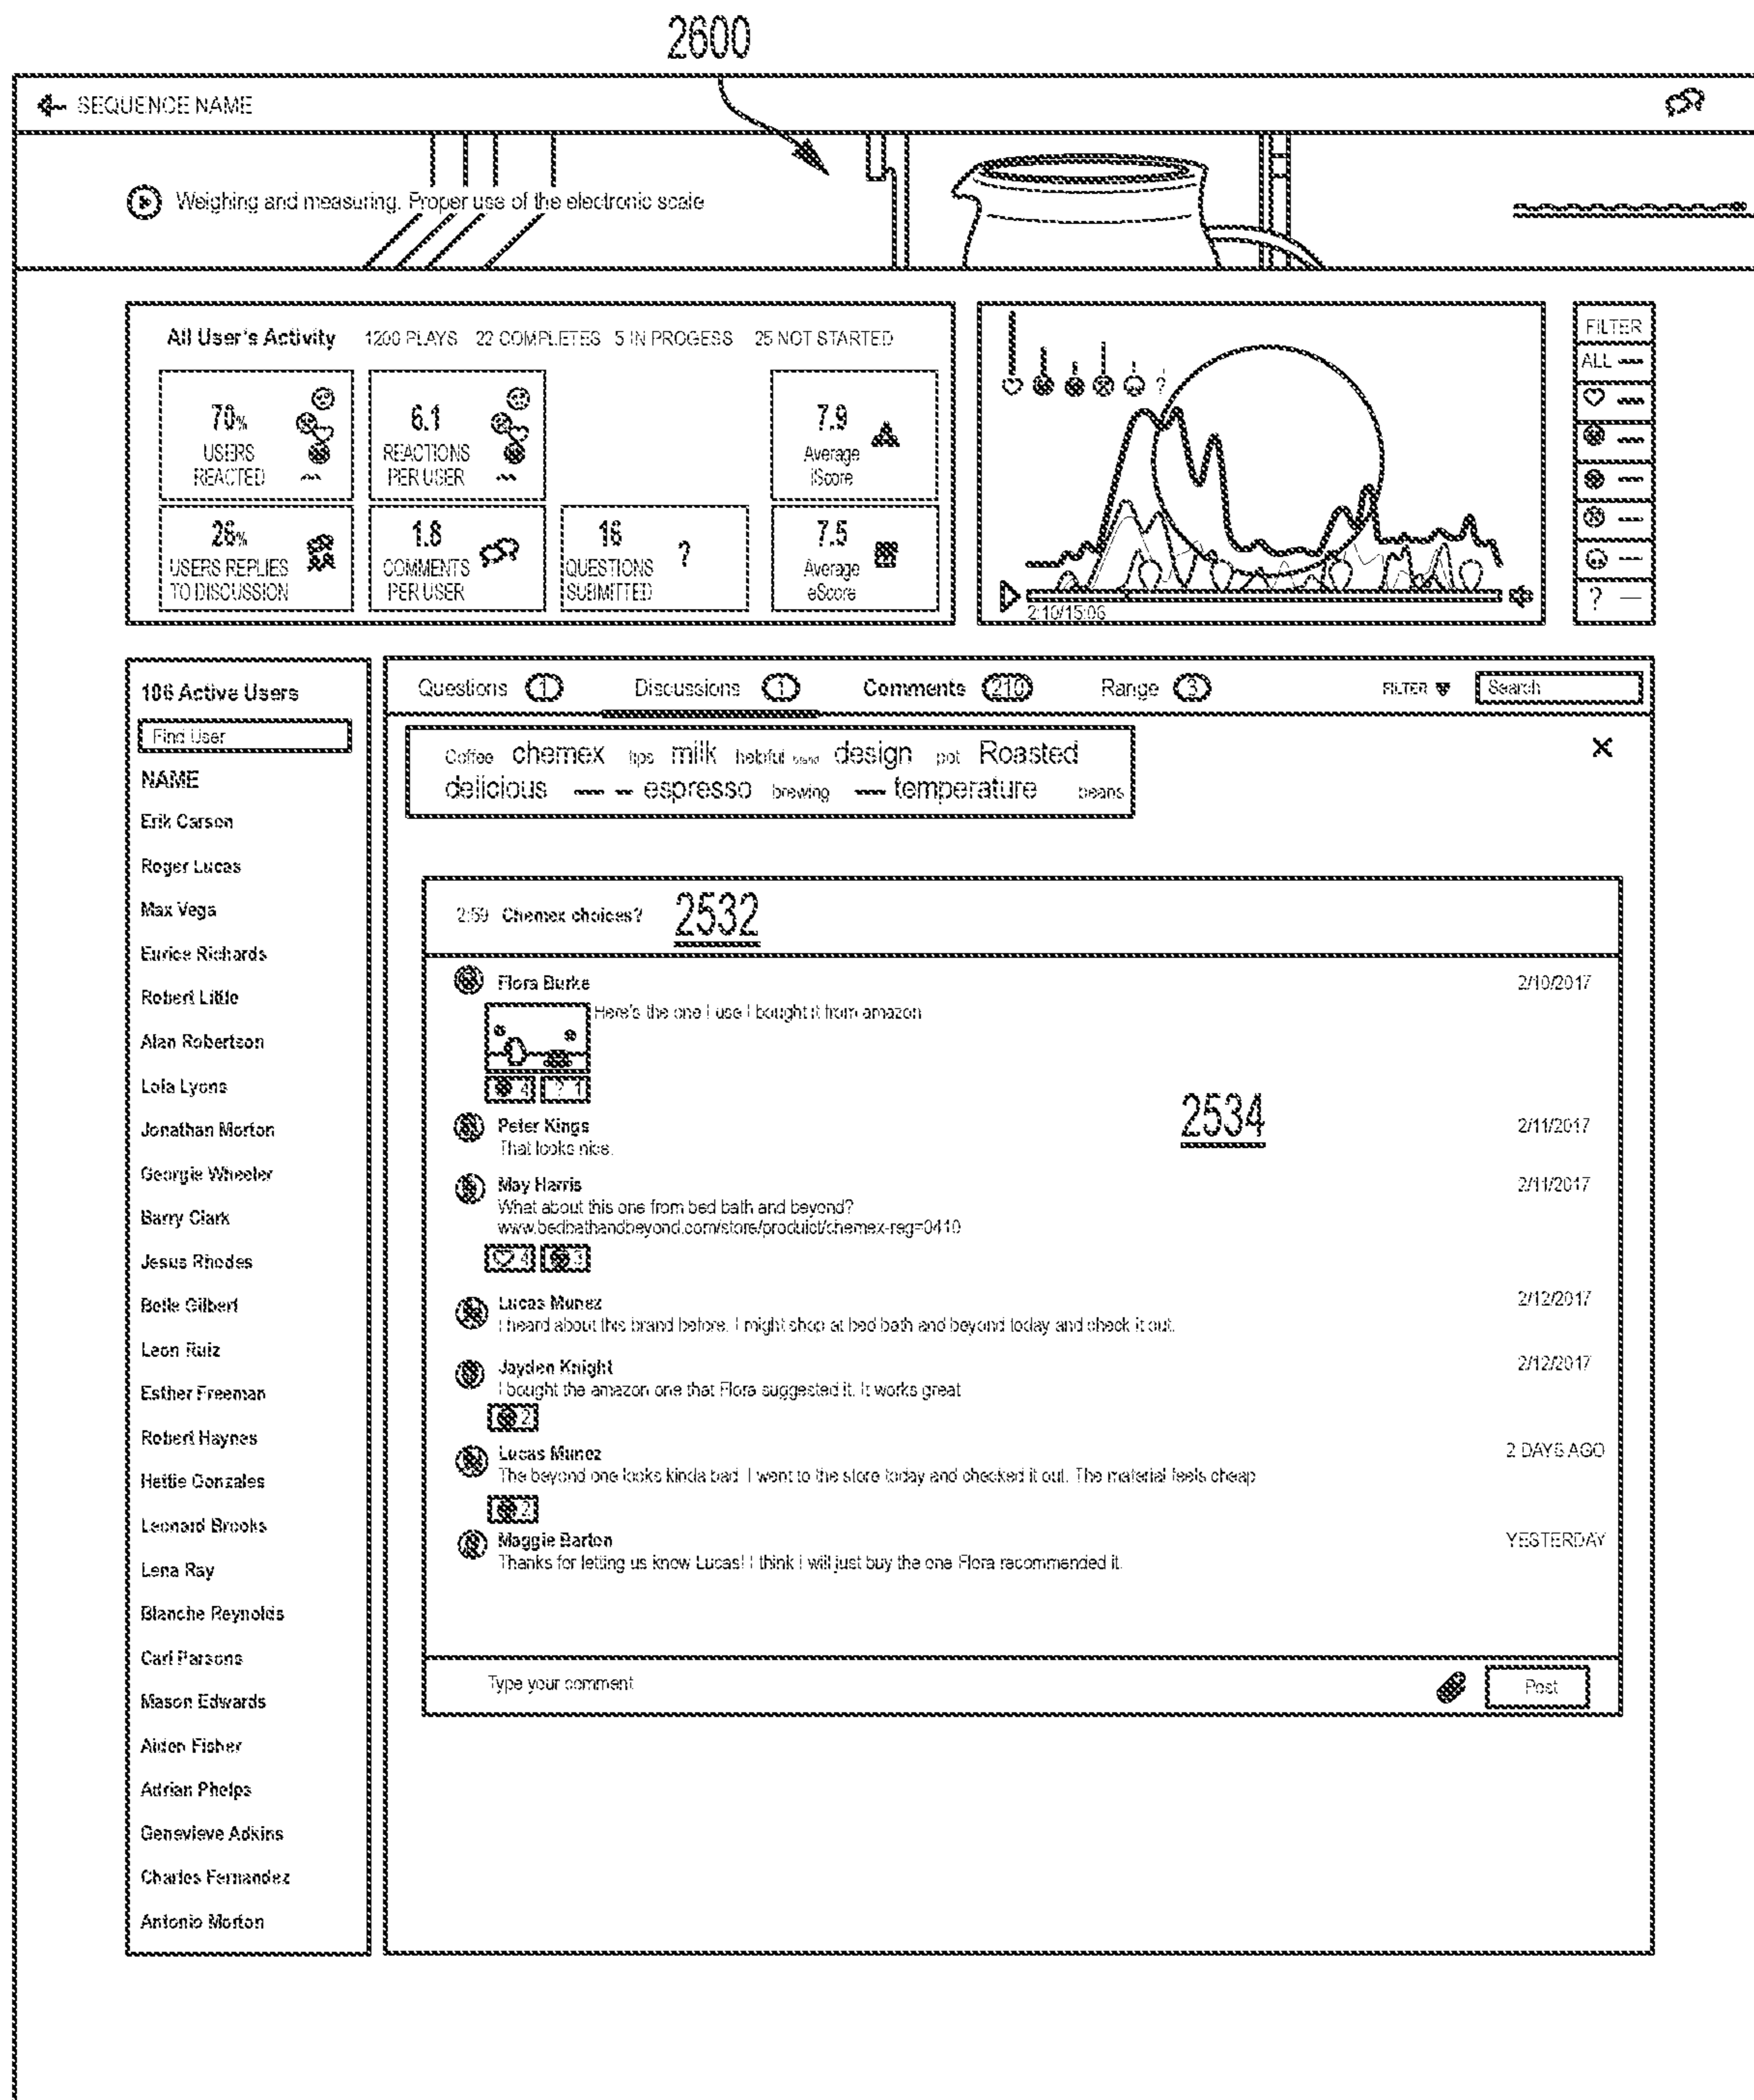 2600
SEQUENCE NAME
Weighing and measuring. Proper use of the electronic scale
All User's Activity 1200 PLAYS 22 COMPLETES 5 IN PROGESS 25 NOT STARTED
70%
USERS
REACTED
6.1
REACTIONS
PER USER
7.9
Average
iScore
26%
USERS REPLIES
TO DISCUSSION
1.8
COMMENTS
PER USER
16
QUESTIONS
SUBMITTED
?
7.5
Average
eScore
?
2:10/15:06
FILTER
ALL
?
106 Active Users
Find User
NAME
Erik Carson
Roger Lucas
Max Vega
Eurice Richards
Robert Little
Alan Robertson
Lola Lyons
Jonathan Morton
Georgie Wheeler
Barry Clark
Jesus Rhodes
Belle Gilbert
Leon Ruiz
Esther Freeman
Robert Haynes
Hettie Gonzales
Leonard Brooks
Lena Ray
Blanche Reynolds
Carl Parsons
Mason Edwards
Aiden Fisher
Adrian Phelps
Genevieve Adkins
Charles Fernandez
Antonio Morton
Questions 1 Discussions 1 Comments 210 Range 3 FILTER Search
Coffee chemex tips milk helpful design pot Roasted
delicious espresso brewing temperature beans
2:59 Chemex choices? 2532
Flora Burke 2/10/2017
Here's the one I use I bought it from amazon
4 ? 1
2534
Peter Kings 2/11/2017
That looks nice.
May Harris 2/11/2017
What about this one from bed bath and beyond?
www.bedbathandbeyond.com/store/produict/chemex-reg=0410
4 3
Lucas Munez 2/12/2017
I heard about this brand before. I might shop at bed bath and beyond today and check it out.
Jayden Knight 2/12/2017
I bought the amazon one that Flora suggested it. It works great
2
Lucas Munez 2 DAYS AGO
The beyond one looks kinda bad. I went to the store today and checked it out. The material feels cheap
2
Maggie Barton YESTERDAY
Thanks for letting us know Lucas! I think i will just buy the one Flora recommended it.
Type your comment Post